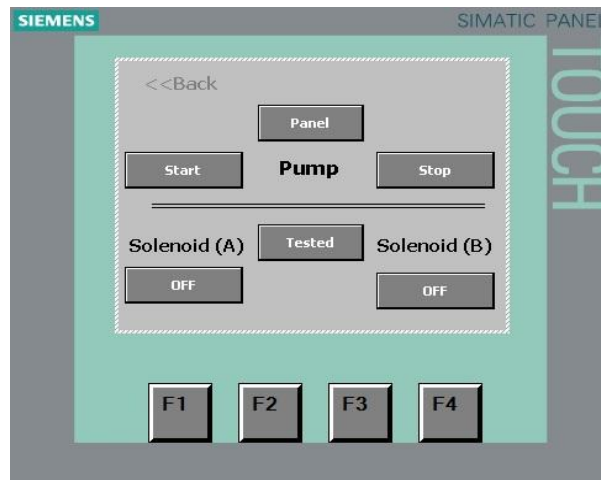 SIEMENS
SIMATIC PANEL
TOUCH
<<Back
Panel
Start
Pump
Stop
Solenoid (A)
Tested
Solenoid (B)
OFF
OFF
F1
F2
F3
F4